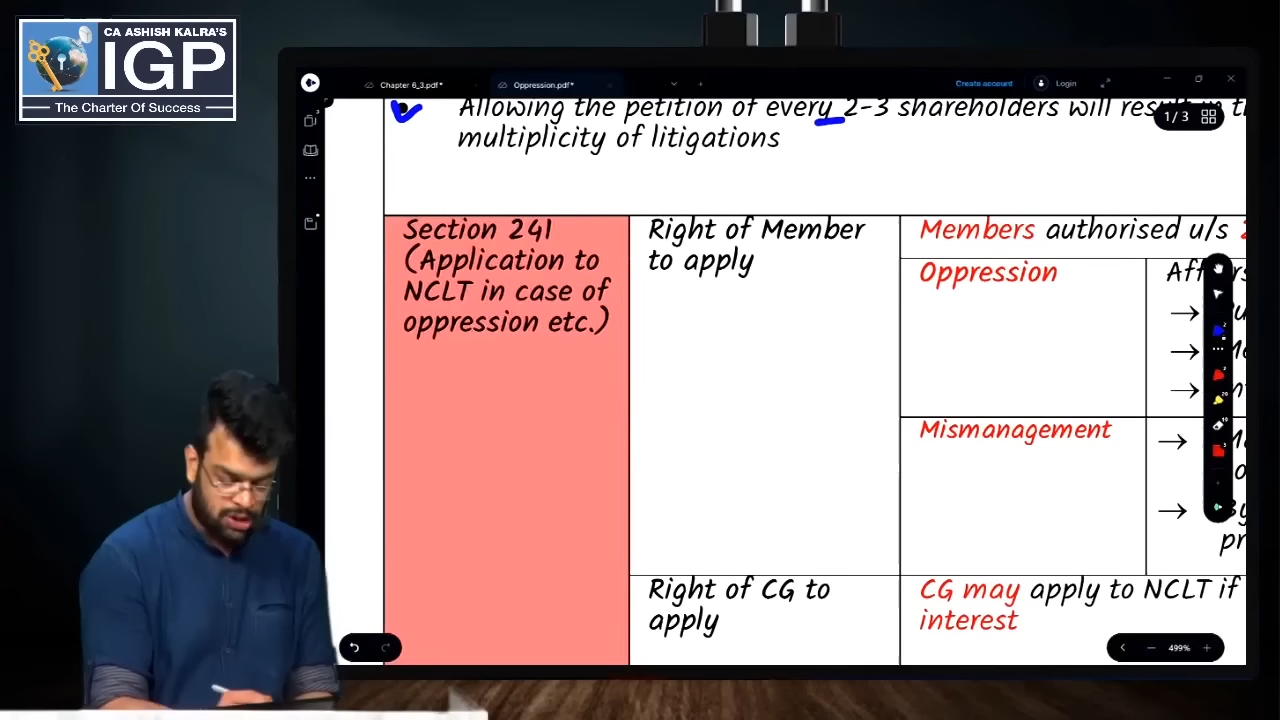 CA ASHISH KALRA'S
IGP
The Charter Of Success
Chapter 6_3.pdf*
Oppression.pdf*
Create account
Login
Allowing the petition of every 2-3 shareholders will
multiplicity of litigations
1/3
Section 241
(Application to
NCLT in case of
oppression etc.)
Right of Member
to apply
Members authorised u/s
Oppression
Mismanagement
Right of CG to
apply
CG may apply to NCLT if
interest
499%